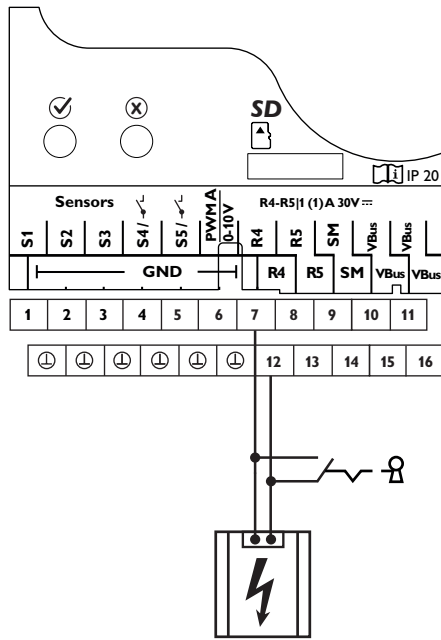 SD
IP 20
Sensors R4-R5|1 (1) A 30V
S1 S2 S3 S4/ S5/ PWM A 0-10V R4 R5 SM VBus VBus
GND R4 R5 SM VBus VBus
1 2 3 4 5 6 7 8 9 10 11
12 13 14 15 16